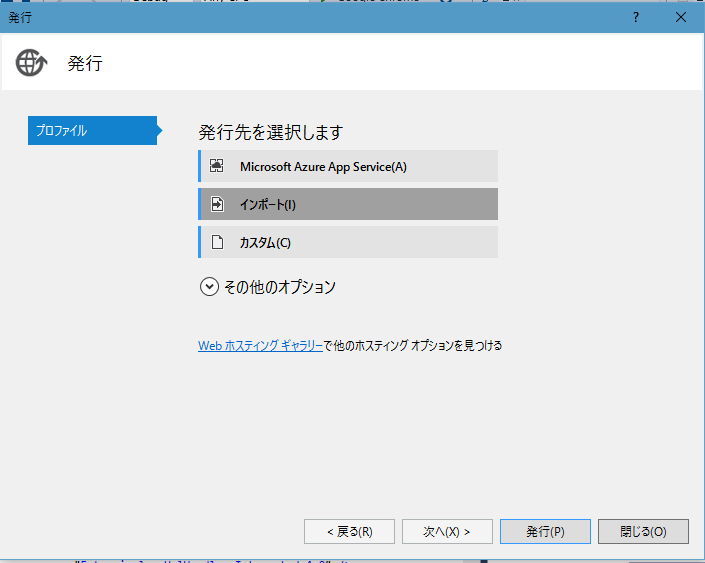 発行
?
発行
プロファイル
発行先を選択します
Microsoft Azure App Service(A)
インポート(I)
カスタム(C)
その他のオプション
Web ホスティング ギャラリーで他のホスティング オプションを見つける
< 戻る(R)
次へ(X) >
発行(P)
閉じる(O)